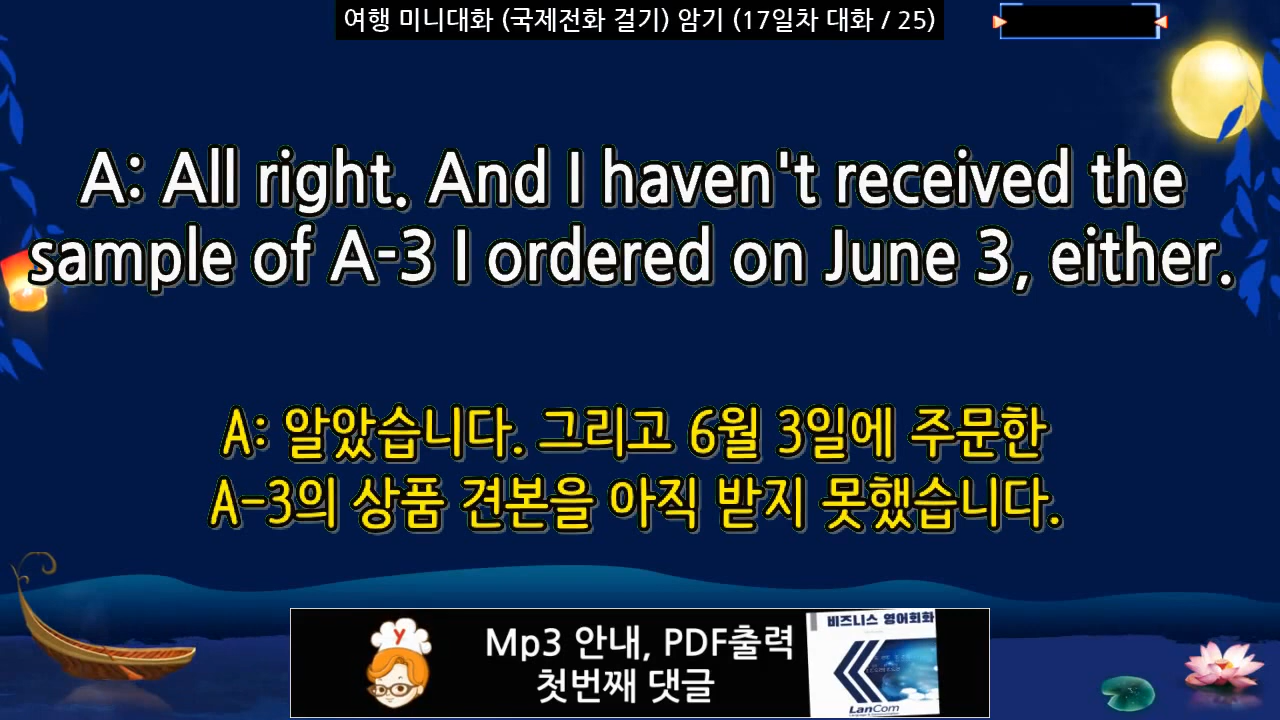 여행 미니대화 (국제전화 걸기) 암기 (17일차 대화 / 25)
A: All right. And I haven't received the
sample of A-3 I ordered on June 3, either.
A: 알았습니다. 그리고 6월 3일에 주문한
A-3의 상품 견본을 아직 받지 못했습니다.
Y
Mp3 안내, PDF출력
첫번째 댓글
비즈니스 영어회화
LanCom